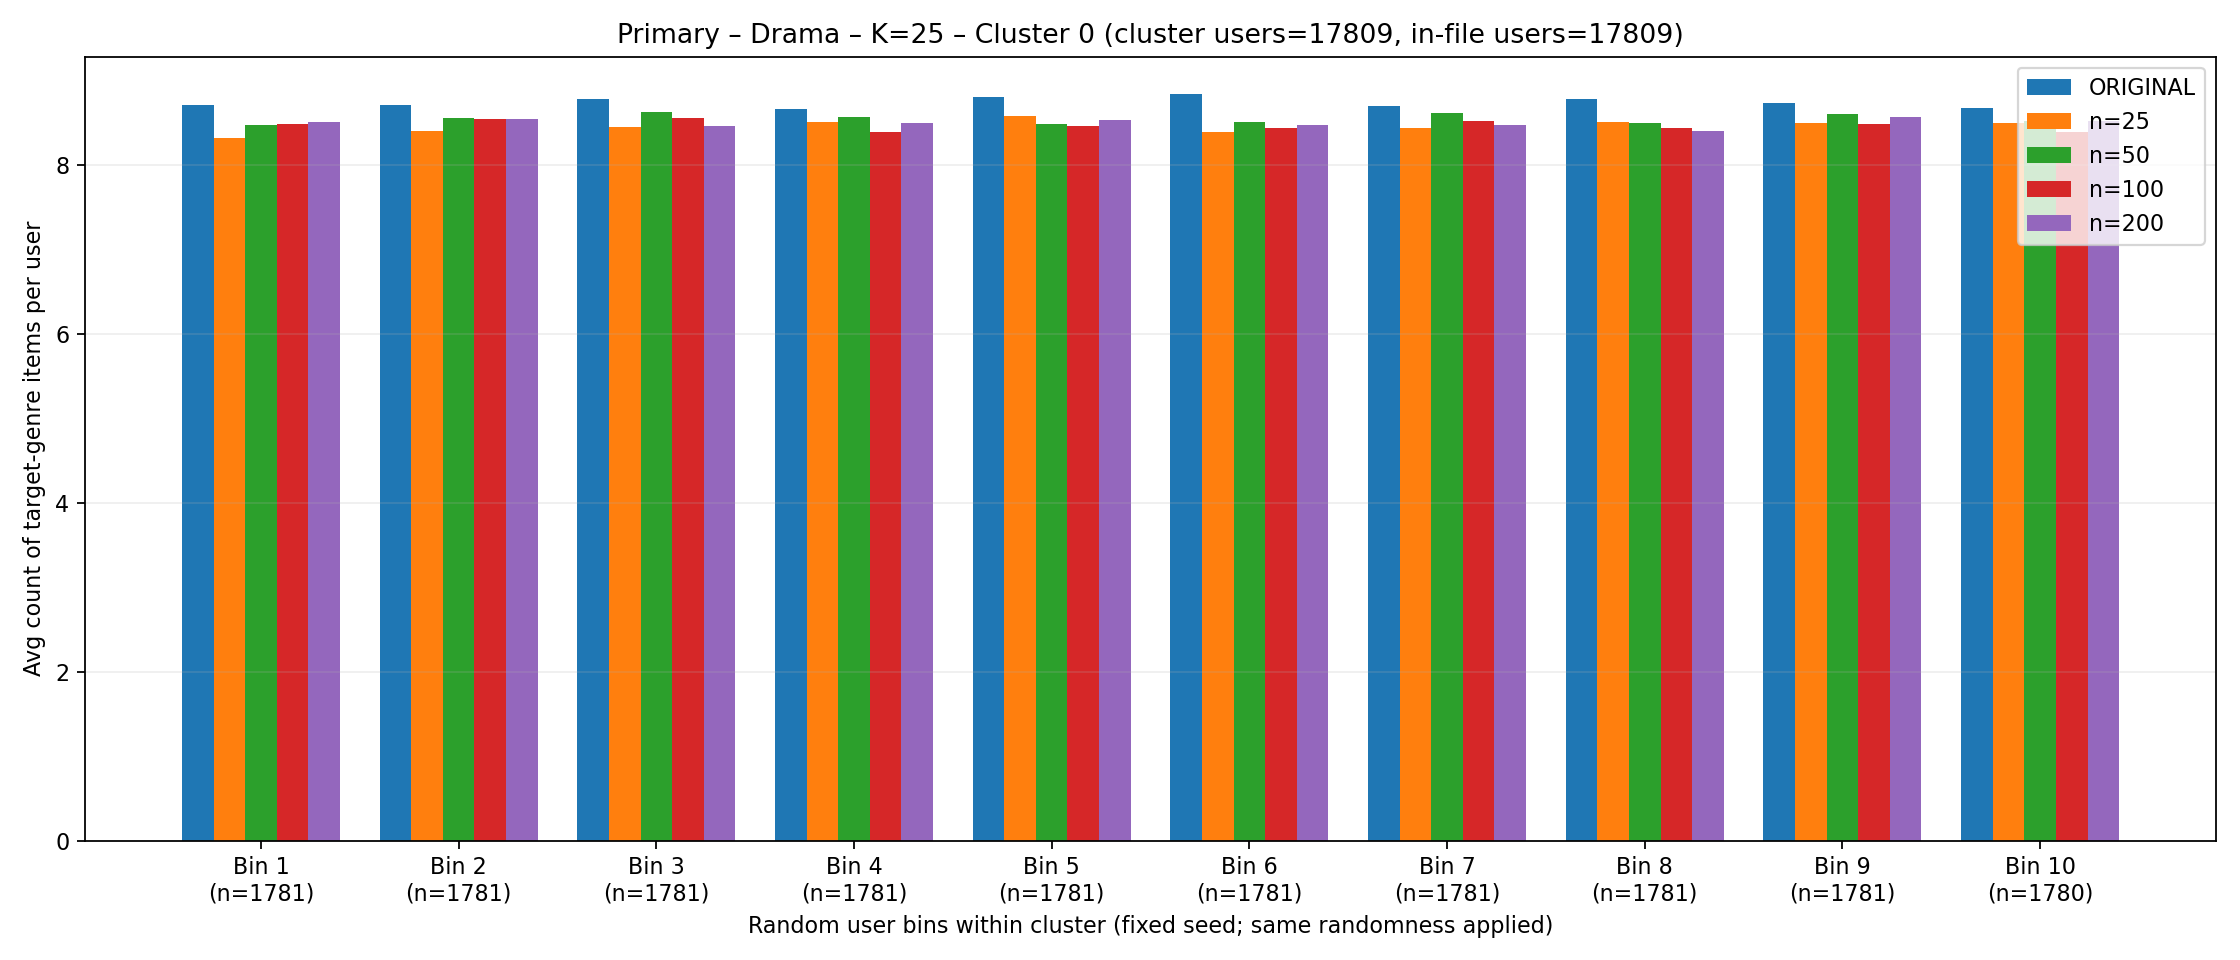 Primary – Drama – K=25 – Cluster 0 (cluster users=17809, in-file users=17809)
ORIGINAL
n=25
n=50
n=100
n=200
Avg count of target-genre items per user
8
6
4
2
0
Bin 1
(n=1781)
Bin 2
(n=1781)
Bin 3
(n=1781)
Bin 4
(n=1781)
Bin 5
(n=1781)
Bin 6
(n=1781)
Bin 7
(n=1781)
Bin 8
(n=1781)
Bin 9
(n=1781)
Bin 10
(n=1780)
Random user bins within cluster (fixed seed; same randomness applied)